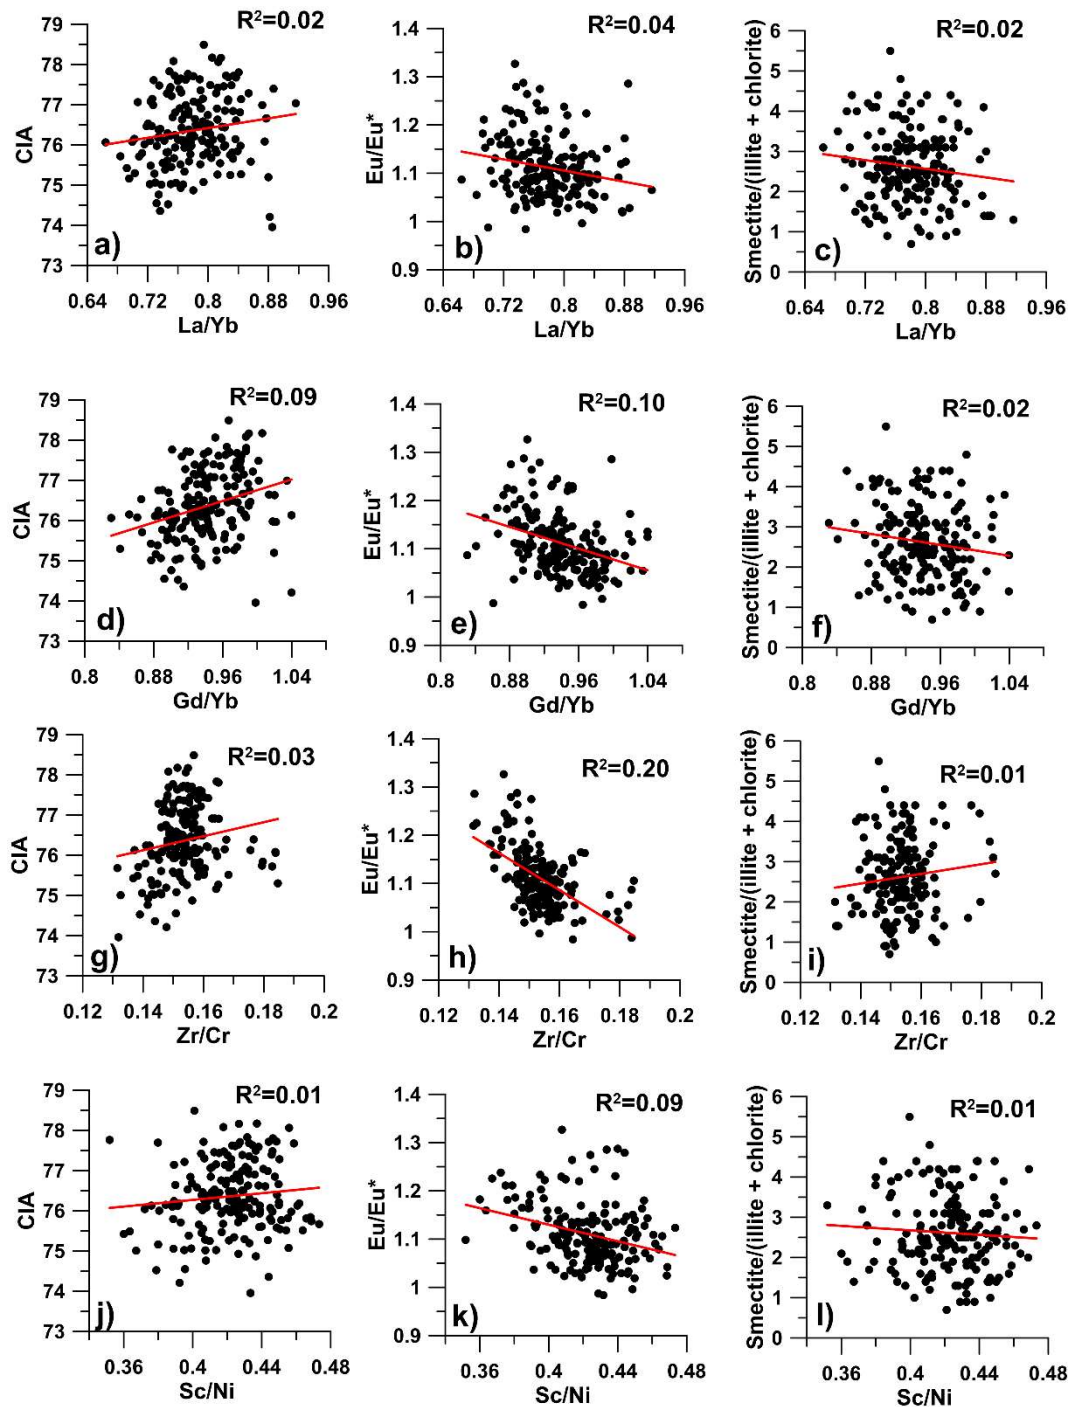 R²=0.02
79
78
77
76
75
74
73
CIA
a)
0.64 0.72 0.8 0.88 0.96
La/Yb
R²=0.04
1.4
1.3
1.2
1.1
1
0.9
Eu/Eu*
b)
0.64 0.72 0.8 0.88 0.96
La/Yb
R²=0.02
6
5
4
3
2
1
0
Smectite/(illite + chlorite)
c)
0.64 0.72 0.8 0.88 0.96
La/Yb
R²=0.09
79
78
77
76
75
74
73
CIA
d)
0.8 0.88 0.96 1.04
Gd/Yb
R²=0.10
1.4
1.3
1.2
1.1
1
0.9
Eu/Eu*
e)
0.8 0.88 0.96 1.04
Gd/Yb
R²=0.02
6
5
4
3
2
1
0
Smectite/(illite + chlorite)
f)
0.8 0.88 0.96 1.04
Gd/Yb
R²=0.03
79
78
77
76
75
74
73
CIA
g)
0.12 0.14 0.16 0.18 0.2
Zr/Cr
R²=0.20
1.4
1.3
1.2
1.1
1
0.9
Eu/Eu*
h)
0.12 0.14 0.16 0.18 0.2
Zr/Cr
R²=0.01
6
5
4
3
2
1
0
Smectite/(illite + chlorite)
i)
0.12 0.14 0.16 0.18 0.2
Zr/Cr
R²=0.01
79
78
77
76
75
74
73
CIA
j)
0.36 0.4 0.44 0.48
Sc/Ni
R²=0.09
1.4
1.3
1.2
1.1
1
0.9
Eu/Eu*
k)
0.36 0.4 0.44 0.48
Sc/Ni
R²=0.01
6
5
4
3
2
1
0
Smectite/(illite + chlorite)
l)
0.36 0.4 0.44 0.48
Sc/Ni